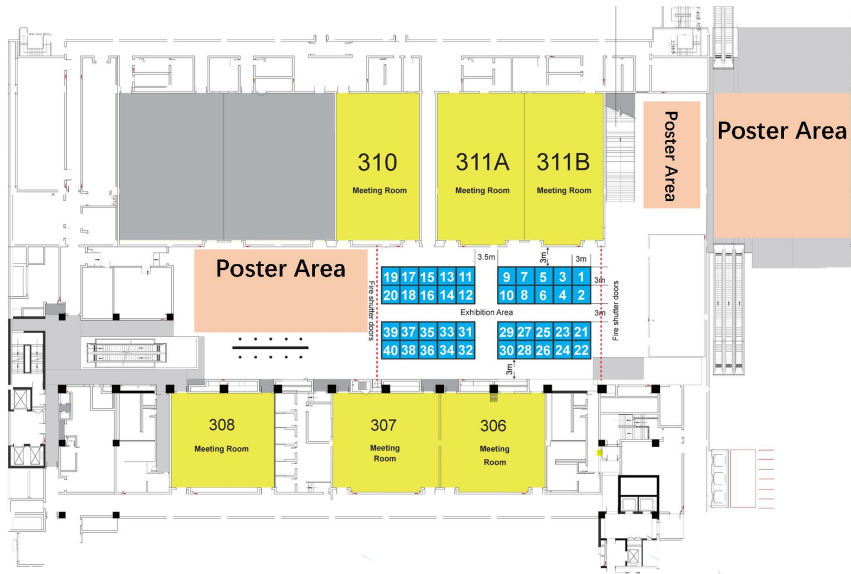 Poster Area
Poster Area
310
Meeting Room
311A
Meeting Room
311B
Meeting Room
Poster Area
Fire shutter doors
3.5m
3m
3m
19 17 15 13 11
9 7 5 3 1
3m
20 18 16 14 12
10 8 6 4 2
Exhibition Area
3m
39 37 35 33 31
29 27 25 23 21
40 38 36 34 32
30 28 26 24 22
3m
Fire shutter doors
308
Meeting Room
307
Meeting
Room
306
Meeting
Room